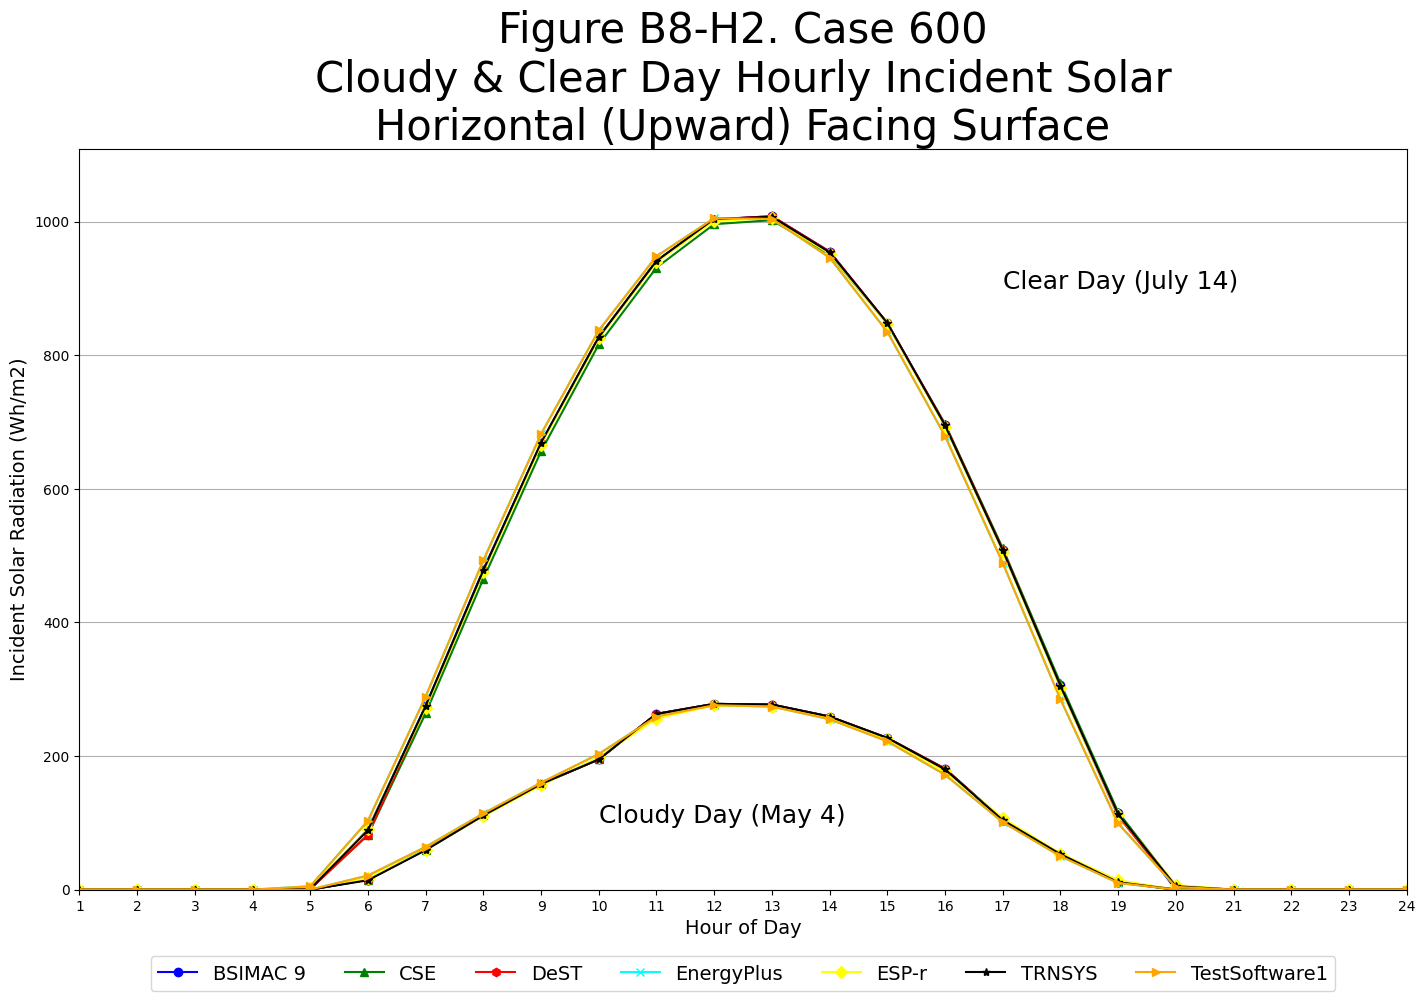 Figure B8-H2. Case 600
Cloudy & Clear Day Hourly Incident Solar
Horizontal (Upward) Facing Surface
Incident Solar Radiation (Wh/m2)
1000
800
600
400
200
0
Clear Day (July 14)
Cloudy Day (May 4)
1 2 3 4 5 6 7 8 9 10 11 12 13 14 15 16 17 18 19 20 21 22 23 24
Hour of Day
BSIMAC 9 CSE DeST EnergyPlus ESP-r TRNSYS TestSoftware1